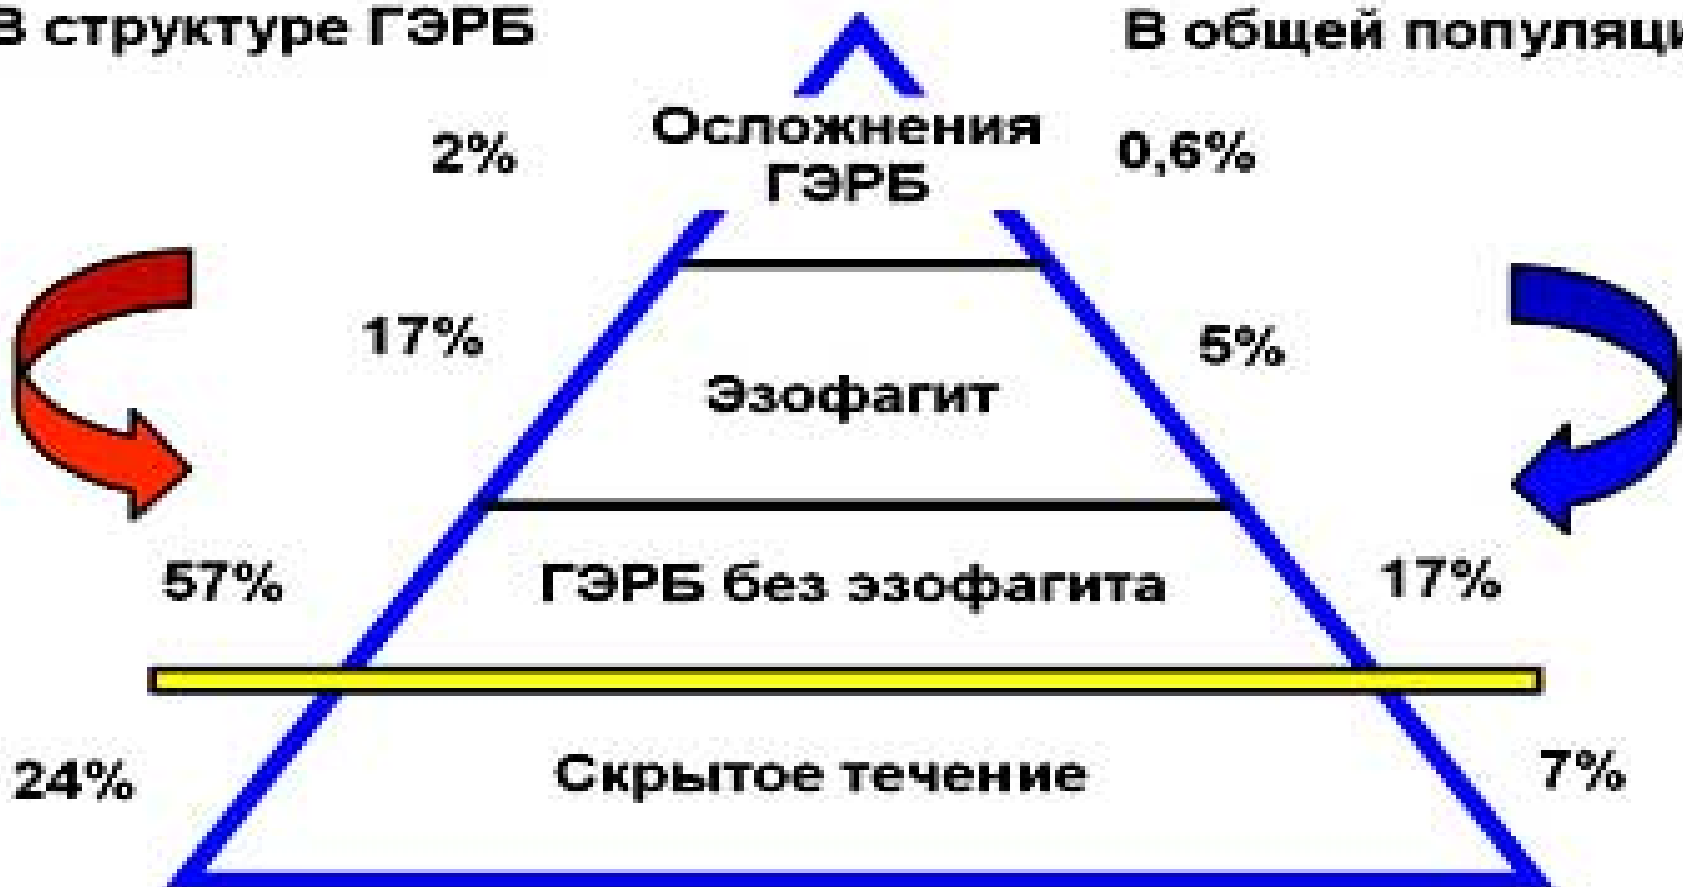 В структуре ГЭРБ
В общей популяци
2%
Осложнения
ГЭРБ
0,6%
17%
5%
Эзофагит
57%
ГЭРБ без эзофагита
17%
24%
Скрытое течение
7%